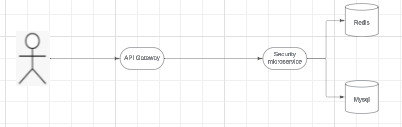 API Gateway
Security
microservice
Redis
Mysql